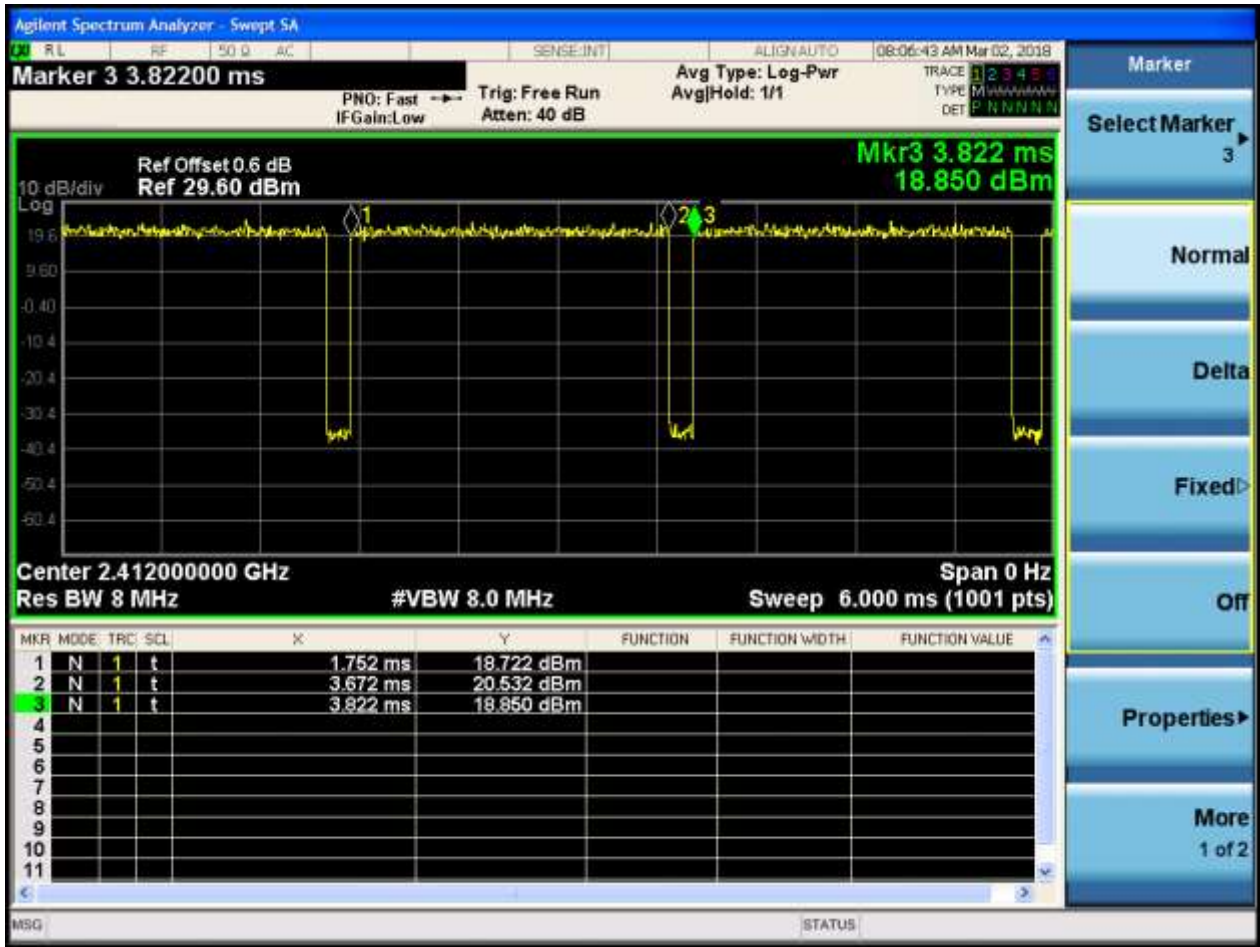 Agilent Spectrum Analyzer - Swept SA
RL RF 50 Ω AC SENSE:INT ALIGN AUTO 08:06:43 AM Mar 02, 2018
Marker 3 3.82200 ms
PNO: Fast
IFGain:Low
Trig: Free Run
Atten: 40 dB
Avg Type: Log-Pwr
Avg|Hold: 1/1
TRACE 1 2 3 4 5 6
TYPE M
DET P N N N N N
Ref Offset 0.6 dB
10 dB/div Ref 29.60 dBm
Log
Mkr3 3.822 ms
18.850 dBm
1 2 3
19.6
9.60
-0.40
-10.4
-20.4
-30.4
-40.4
-50.4
-60.4
Center 2.412000000 GHz Span 0 Hz
Res BW 8 MHz #VBW 8.0 MHz Sweep 6.000 ms (1001 pts)
MKR MODE TRC SCL X Y FUNCTION FUNCTION WIDTH FUNCTION VALUE
1 N 1 t 1.752 ms 18.722 dBm
2 N 1 t 3.672 ms 20.532 dBm
3 N 1 t 3.822 ms 18.850 dBm
4
5
6
7
8
9
10
11
MSG STATUS
Marker
Select Marker
3
Normal
Delta
Fixed
Off
Properties
More
1 of 2